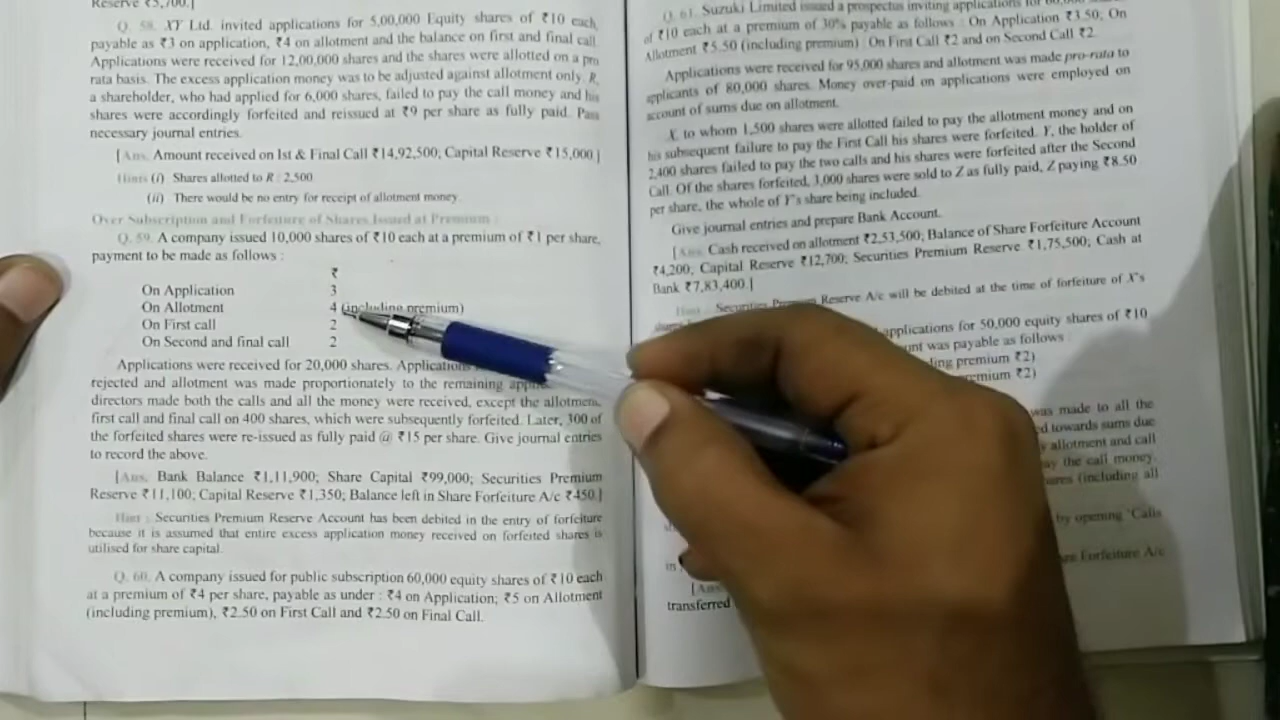 Reserve ₹5,700.]
Q. 58. XY Ltd. invited applications for 5,00,000 Equity shares of ₹10 each,
payable as ₹3 on application, ₹4 on allotment and the balance on first and final call.
Applications were received for 12,00,000 shares and the shares were allotted on a pro
rata basis. The excess application money was to be adjusted against allotment only. R,
a shareholder, who had applied for 6,000 shares, failed to pay the call money and his
shares were accordingly forfeited and reissued at ₹9 per share as fully paid. Pass
necessary journal entries.
[Ans. Amount received on Ist & Final Call ₹14,92,500; Capital Reserve ₹15,000.]
Hints (i) Shares allotted to R : 2,500.
(ii) There would be no entry for receipt of allotment money.
Over Subscription and Forfeiture of Shares Issued at Premium :
Q. 59. A company issued 10,000 shares of ₹10 each at a premium of ₹1 per share,
payment to be made as follows :
₹
On Application 3
On Allotment 4 (including premium)
On First call 2
On Second and final call 2
Applications were received for 20,000 shares. Applications
rejected and allotment was made proportionately to the remaining
directors made both the calls and all the money were received, except the allotment,
first call and final call on 400 shares, which were subsequently forfeited. Later, 300 of
the forfeited shares were re-issued as fully paid @ ₹15 per share. Give journal entries
to record the above.
[Ans. Bank Balance ₹1,11,900; Share Capital ₹99,000; Securities Premium
Reserve ₹11,100; Capital Reserve ₹1,350; Balance left in Share Forfeiture A/c ₹450.]
Hint : Securities Premium Reserve Account has been debited in the entry of forfeiture
because it is assumed that entire excess application money received on forfeited shares is
utilised for share capital.
Q. 60. A company issued for public subscription 60,000 equity shares of ₹10 each
at a premium of ₹4 per share, payable as under : ₹4 on Application; ₹5 on Allotment
(including premium), ₹2.50 on First Call and ₹2.50 on Final Call.
Q. 61. Suzuki Limited issued a prospectus inviting applications for
of ₹10 each at a premium of 30% payable as follows : On Application ₹3.50; On
Allotment ₹5.50 (including premium) : On First Call ₹2 and on Second Call ₹2.
Applications were received for 95,000 shares and allotment was made pro-rata to
applicants of 80,000 shares. Money over-paid on applications were employed on
account of sums due on allotment.
X, to whom 1,500 shares were allotted failed to pay the allotment money and on
his subsequent failure to pay the First Call his shares were forfeited. Y, the holder of
2,400 shares failed to pay the two calls and his shares were forfeited after the Second
Call. Of the shares forfeited, 3,000 shares were sold to Z as fully paid, Z paying ₹8.50
per share, the whole of Y's share being included.
Give journal entries and prepare Bank Account.
[Ans. Cash received on allotment ₹2,53,500; Balance of Share Forfeiture Account
₹4,200; Capital Reserve ₹12,700; Securities Premium Reserve ₹1,75,500; Cash at
Bank ₹7,83,400.]
Hint : Securities Premium Reserve A/c will be debited at the time of forfeiture of X's
applications for 50,000 equity shares of ₹10
was payable as follows :
premium ₹2)
₹2)
was made to all the
towards sums due
allotment and call
the call money.
(including all
by opening 'Calls
Forfeiture A/c
in
[Ans.
transferred